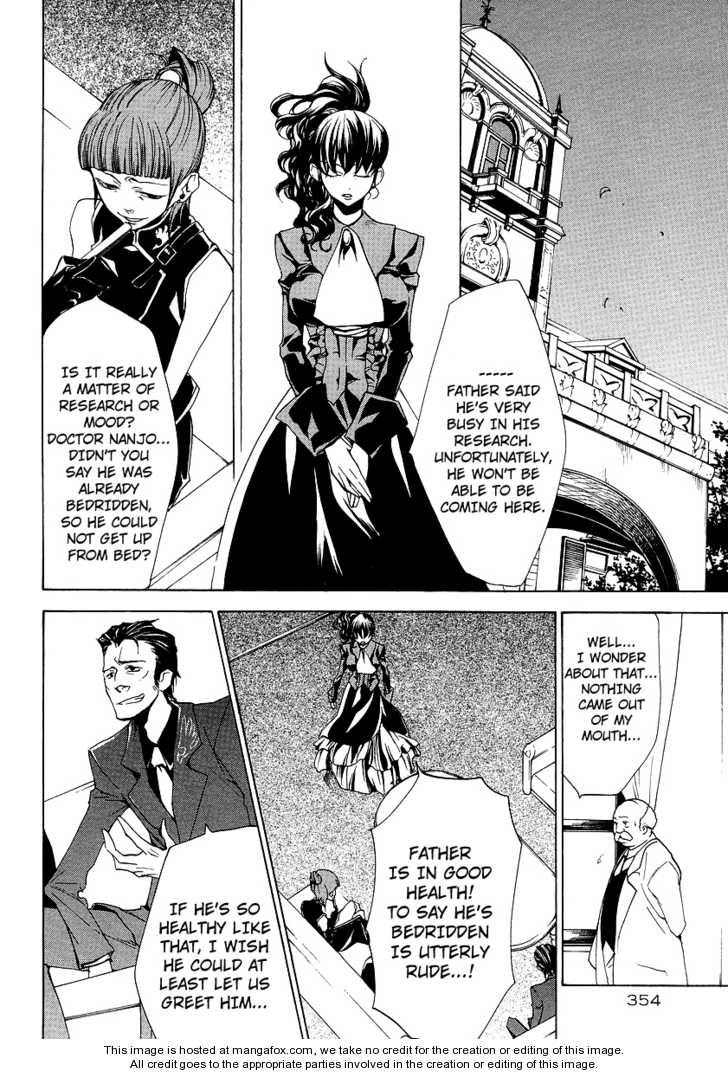 -----
FATHER SAID
HE'S VERY
BUSY IN HIS
RESEARCH.
UNFORTUNATELY,
HE WON'T BE
ABLE TO BE
COMING HERE.
IS IT REALLY
A MATTER OF
RESEARCH OR
MOOD?
DOCTOR NANJO...
DIDN'T YOU
SAY HE WAS
ALREADY
BEDRIDDEN,
SO HE COULD
NOT GET UP
FROM BED?
WELL...
I WONDER
ABOUT THAT...
NOTHING
CAME OUT
OF MY
MOUTH...
FATHER
IS IN GOOD
HEALTH!
TO SAY HE'S
BEDRIDDEN
IS UTTERLY
RUDE...!
IF HE'S SO
HEALTHY LIKE
THAT, I WISH
HE COULD AT
LEAST LET US
GREET HIM...
354
This image is hosted at mangafox.com, we take no credit for the creation or editing of this image.
All credit goes to the appropriate parties involved in the creation or editing of this image.